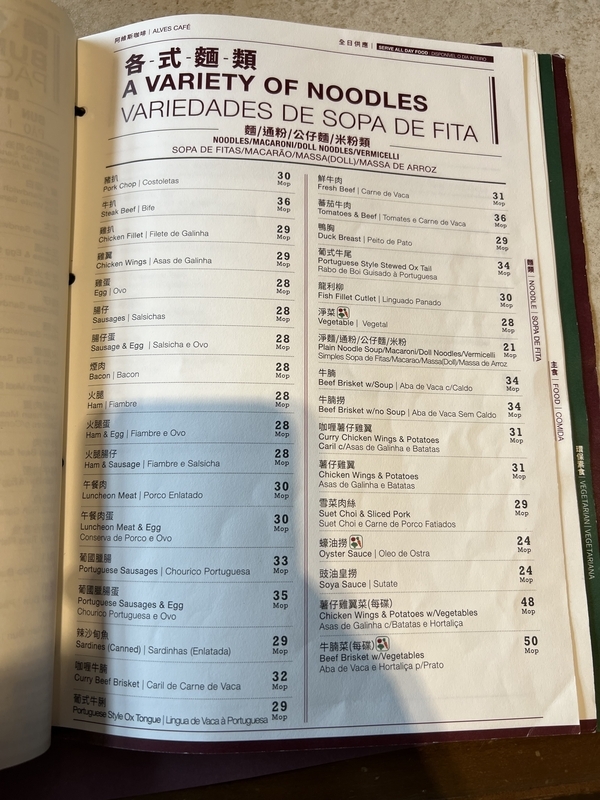 阿維斯咖啡 | ALVES CAFÉ
全日供應 | SERVE ALL DAY FOOD | DISPONÍVEL O DIA INTEIRO
各-式-麵-類
A VARIETY OF NOODLES
VARIEDADES DE SOPA DE FITA
麵/通粉/公仔麵/米粉類
NOODLES/MACARONI/DOLL NOODLES/VERMICELLI
SOPA DE FITAS/MACARÃO/MASSA(DOLL)/MASSA DE ARROZ
豬扒
Pork Chop | Costoletas
30 Mop
牛扒
Steak Beef | Bife
36 Mop
雞扒
Chicken Fillet | Filete de Galinha
29 Mop
雞翼
Chicken Wings | Asas de Galinha
29 Mop
雞蛋
Egg | Ovo
28 Mop
腸仔
Sausages | Salsichas
28 Mop
腸仔蛋
Sausage & Egg | Salsicha e Ovo
28 Mop
煙肉
Bacon | Bacon
28 Mop
火腿
Ham | Fiambre
28 Mop
火腿蛋
Ham & Egg | Fiambre e Ovo
28 Mop
火腿腸仔
Ham & Sausage | Fiambre e Salsicha
28 Mop
午餐肉
Luncheon Meat | Porco Enlatado
30 Mop
午餐肉蛋
Luncheon Meat & Egg
Conserva de Porco e Ovo
30 Mop
葡國臘腸
Portuguese Sausages | Chourico Portuguesa
33 Mop
葡國臘腸蛋
Portuguese Sausages & Egg
Chourico Portuguesa e Ovo
35 Mop
辣沙甸魚
Sardines (Canned) | Sardinhas (Enlatada)
29 Mop
咖喱牛腩
Curry Beef Brisket | Caril de Carne de Vaca
32 Mop
葡式牛脷
Portuguese Style Ox Tongue | Lingua de Vaca à Portuguesa
29 Mop
鮮牛肉
Fresh Beef | Carne de Vaca
31 Mop
蕃茄牛肉
Tomatoes & Beef | Tomates e Carne de Vaca
36 Mop
鴨胸
Duck Breast | Peito de Pato
29 Mop
葡式牛尾
Portuguese Style Stewed Ox Tail
Rabo de Boi Guisado à Portuguesa
34 Mop
龍利柳
Fish Fillet Cutlet | Linguado Panado
30 Mop
淨菜
Vegetable | Vegetal
28 Mop
淨麵/通粉/公仔麵/米粉
Plain Noodle Soup/Macaroni/Doll Noodles/Vermicelli
Simples Sopa de Fitas/Macarao/Massa(Doll)/Massa de Arroz
21 Mop
牛腩
Beef Brisket w/Soup | Aba de Vaca c/Caldo
34 Mop
牛腩撈
Beef Brisket w/no Soup | Aba de Vaca Sem Caldo
34 Mop
咖喱薯仔雞翼
Curry Chicken Wings & Potatoes
Caril c/Asas de Galinha e Batatas
31 Mop
薯仔雞翼
Chicken Wings & Potatoes
Asas de Galinha e Batatas
31 Mop
雪菜肉絲
Suet Choi & Sliced Pork
Suet Choi e Carne de Porco Fatiados
29 Mop
蠔油撈
Oyster Sauce | Oleo de Ostra
24 Mop
豉油皇撈
Soya Sauce | Sutate
24 Mop
薯仔雞翼菜(每碟)
Chicken Wings & Potatoes w/Vegetables
Asas de Galinha c/Batatas e Hortaliça
48 Mop
牛腩菜(每碟)
Beef Brisket w/Vegetables
Aba de Vaca e Hortaliça p/Prato
50 Mop
麵類 | NOODLE | SOPA DE FITA
主食 | FOOD | COMIDA
環保素食 | VEGETARIAN | VEGETARIANA